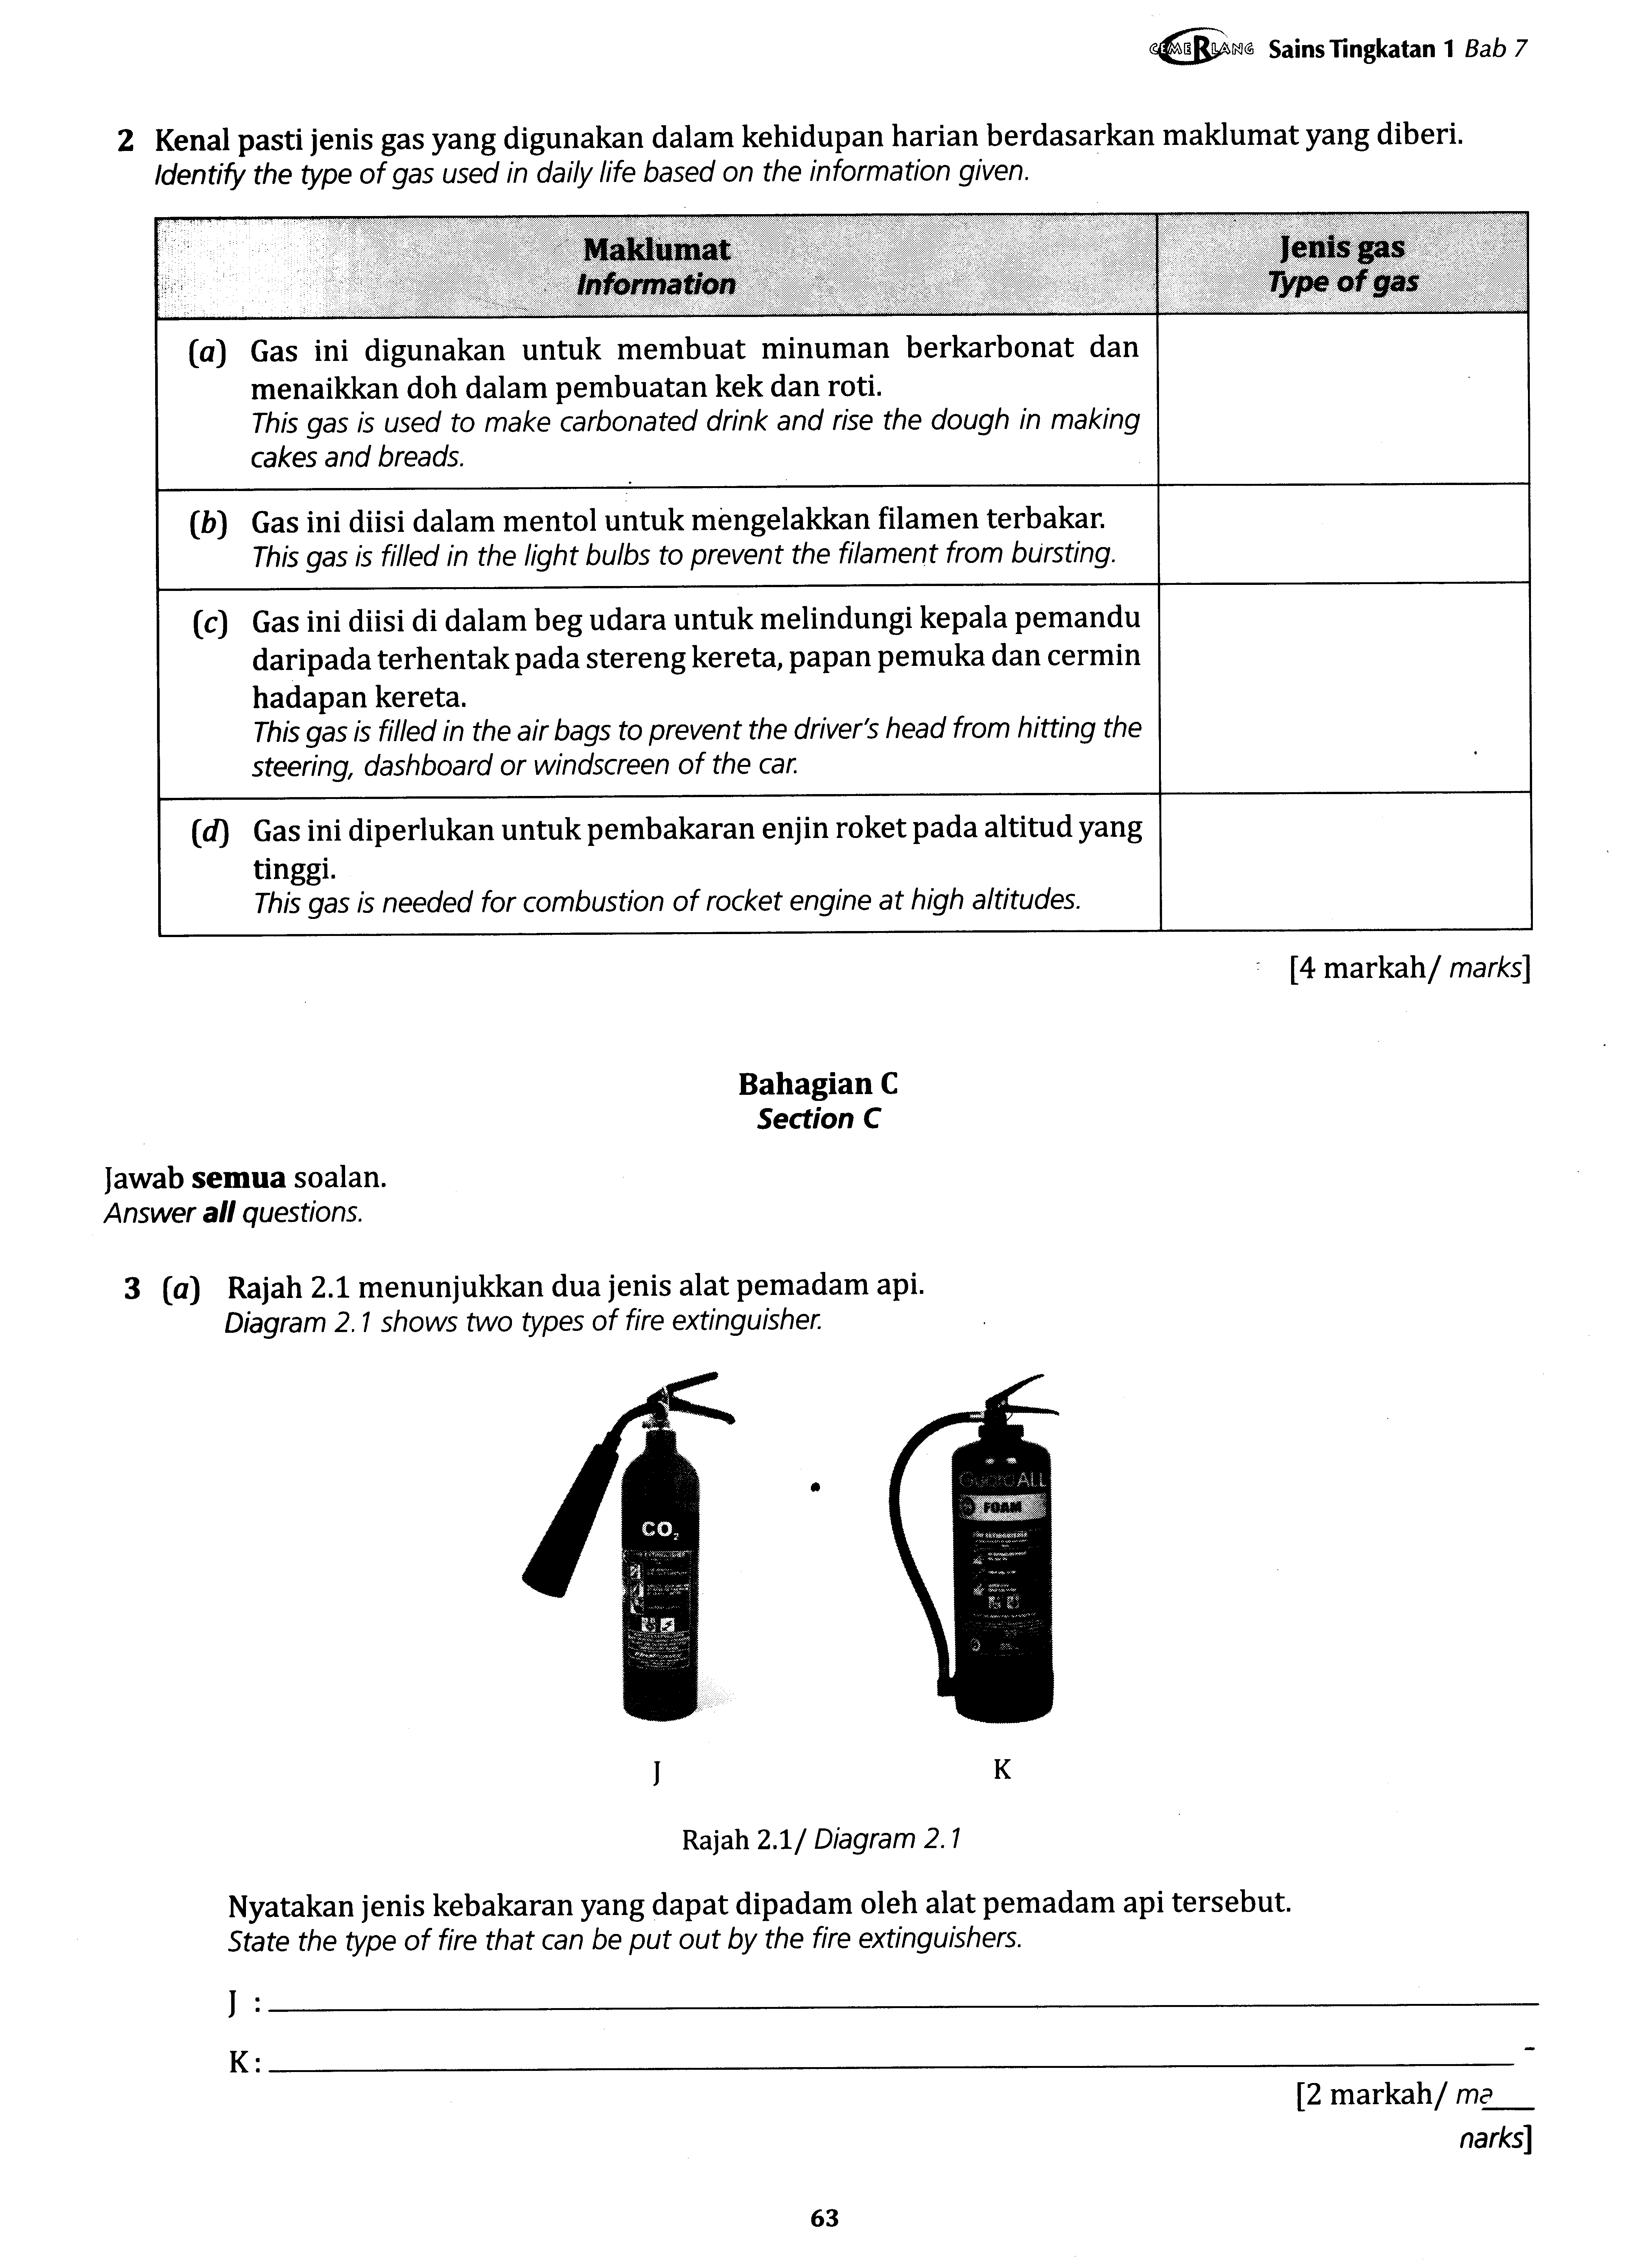 CEMERLANG Sains Tingkatan 1 Bab 7
2 Kenal pasti jenis gas yang digunakan dalam kehidupan harian berdasarkan maklumat yang diberi.
Identify the type of gas used in daily life based on the information given.
Maklumat
Information
Jenis gas
Type of gas
(a) Gas ini digunakan untuk membuat minuman berkarbonat dan
menaikkan doh dalam pembuatan kek dan roti.
This gas is used to make carbonated drink and rise the dough in making
cakes and breads.
(b) Gas ini diisi dalam mentol untuk mengelakkan filamen terbakar.
This gas is filled in the light bulbs to prevent the filament from bursting.
(c) Gas ini diisi di dalam beg udara untuk melindungi kepala pemandu
daripada terhentak pada stereng kereta, papan pemuka dan cermin
hadapan kereta.
This gas is filled in the air bags to prevent the driver's head from hitting the
steering, dashboard or windscreen of the car.
(d) Gas ini diperlukan untuk pembakaran enjin roket pada altitud yang
tinggi.
This gas is needed for combustion of rocket engine at high altitudes.
[4 markah/ marks]
Bahagian C
Section C
Jawab semua soalan.
Answer all questions.
3 (a) Rajah 2.1 menunjukkan dua jenis alat pemadam api.
Diagram 2.1 shows two types of fire extinguisher.
CO2
GuardALL
FOAM
J
K
Rajah 2.1/ Diagram 2.1
Nyatakan jenis kebakaran yang dapat dipadam oleh alat pemadam api tersebut.
State the type of fire that can be put out by the fire extinguishers.
J :
K :
[2 markah/ ma
narks]
63